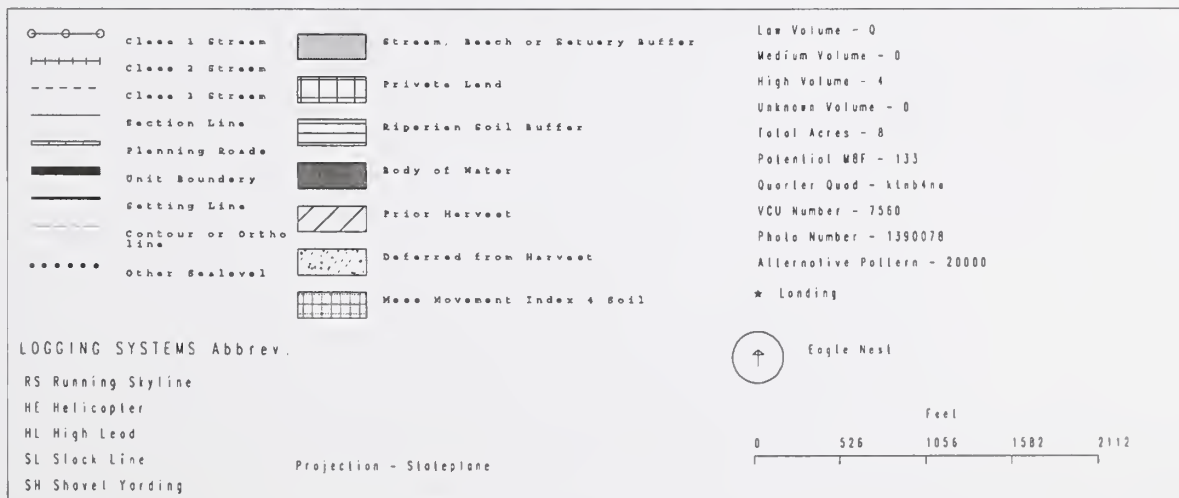 Class 1 Stream
Class 2 Stream
Class 3 Stream
Section Line
Planning Roads
Unit Boundary
Setting Line
Contour or Ortho
line
Other Sealevel
Stream, Beach or Estuary Buffer
Private Land
Riparian Soil Buffer
Body of Water
Prior Harvest
Deferred from Harvest
Mass Movement Index 4 Soil
Low Volume - 0
Medium Volume - 0
High Volume - 4
Unknown Volume - 0
Total Acres - 8
Potential MBF - 133
Quarter Quad - ktnb4ne
VCU Number - 7560
Photo Number - 1390078
Alternative Pattern - 20000
★ Landing
Eagle Nest
LOGGING SYSTEMS Abbrev.
RS Running Skyline
HE Helicopter
HL High Lead
SL Slack Line
SH Shovel Yarding
Projection - Stateplane
Feet
0 526 1056 1582 2112